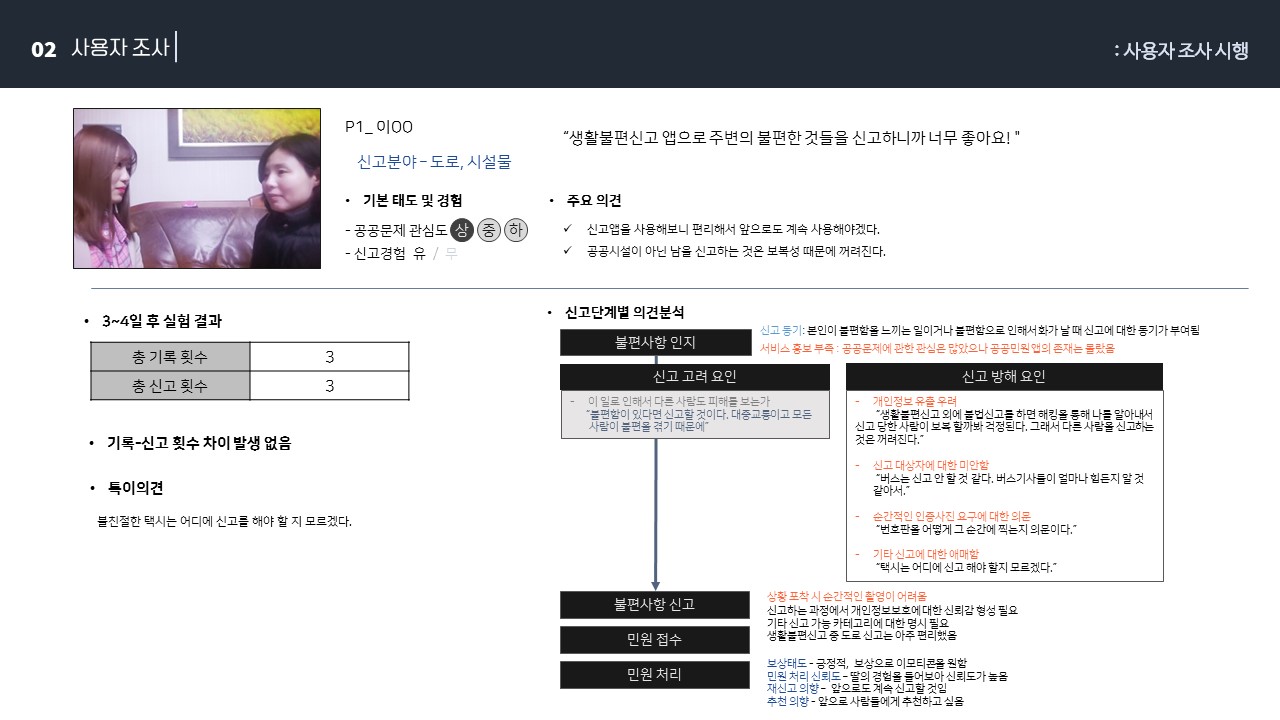 02 사용자 조사
: 사용자 조사 시행
P1_ 이OO
신고분야 – 도로, 시설물
• 기본 태도 및 경험
- 공공문제 관심도 상 중 하
- 신고경험 유 / 무
“생활불편신고 앱으로 주변의 불편한 것들을 신고하니까 너무 좋아요! "
• 주요 의견
✓ 신고앱을 사용해보니 편리해서 앞으로도 계속 사용해야겠다.
✓ 공공시설이 아닌 남을 신고하는 것은 보복성 때문에 꺼려진다.
• 3~4일 후 실험 결과
총 기록 횟수 3
총 신고 횟수 3
• 기록-신고 횟수 차이 발생 없음
• 특이의견
불친절한 택시는 어디에 신고를 해야 할 지 모르겠다.
• 신고단계별 의견분석
불편사항 인지
신고 동기: 본인이 불편함을 느끼는 일이거나 불편함으로 인해서 화가 날 때 신고에 대한 동기가 부여됨
서비스 홍보 부족 : 공공문제에 관한 관심은 많았으나 공공민원앱의 존재는 몰랐음
신고 고려 요인
- 이 일로 인해서 다른 사람도 피해를 보는가
“불편함이 있다면 신고할 것이다. 대중교통이고 모든
사람이 불편을 겪기 때문에”
신고 방해 요인
- 개인정보 유출 우려
“생활불편신고 외에 불법신고를 하면 해킹을 통해 나를 알아내서
신고 당한 사람이 보복 할까봐 걱정된다. 그래서 다른 사람을 신고하는
것은 꺼려진다.”
- 신고 대상자에 대한 미안함
“버스는 신고 안 할 것 같다. 버스기사들이 얼마나 힘든지 알 것
같아서.”
- 순간적인 인증사진 요구에 대한 의문
“번호판을 어떻게 그 순간에 찍는지 의문이다.”
- 기타 신고에 대한 애매함
“택시는 어디에 신고 해야 할지 모르겠다.”
불편사항 신고
상황 포착 시 순간적인 촬영이 어려움
신고하는 과정에서 개인정보보호에 대한 신뢰감 형성 필요
기타 신고 가능 카테고리에 대한 명시 필요
생활불편신고 중 도로 신고는 아주 편리했음
민원 접수
민원 처리
보상태도 – 긍정적, 보상으로 이모티콘을 원함
민원 처리 신뢰도 – 딸의 경험을 들어보아 신뢰도가 높음
재신고 의향 – 앞으로도 계속 신고할 것임
추천 의향 – 앞으로 사람들에게 추천하고 싶음